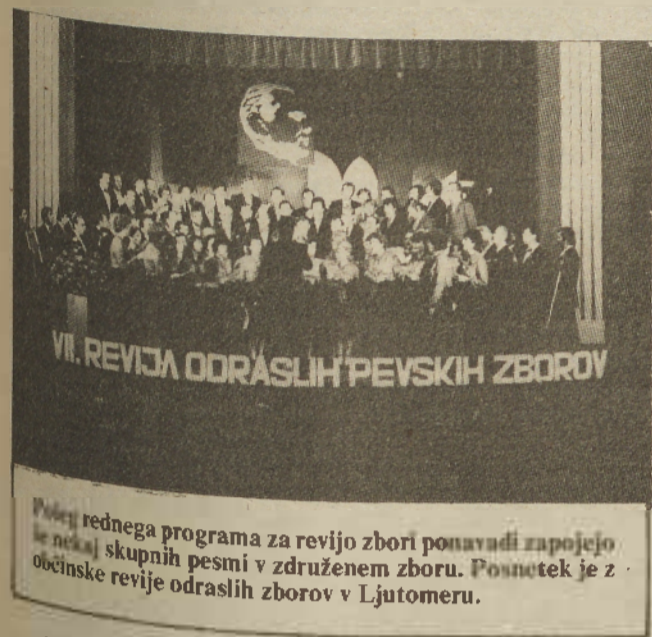 VII. REVIJA ODRASLIH PEVSKIH ZBOROV
Poleg rednega programa za revijo zbori ponavadi zapojejo
še nekaj skupnih pesmi v združenem zboru. Posnetek je z
občinske revije odraslih zborov v Ljutomeru.